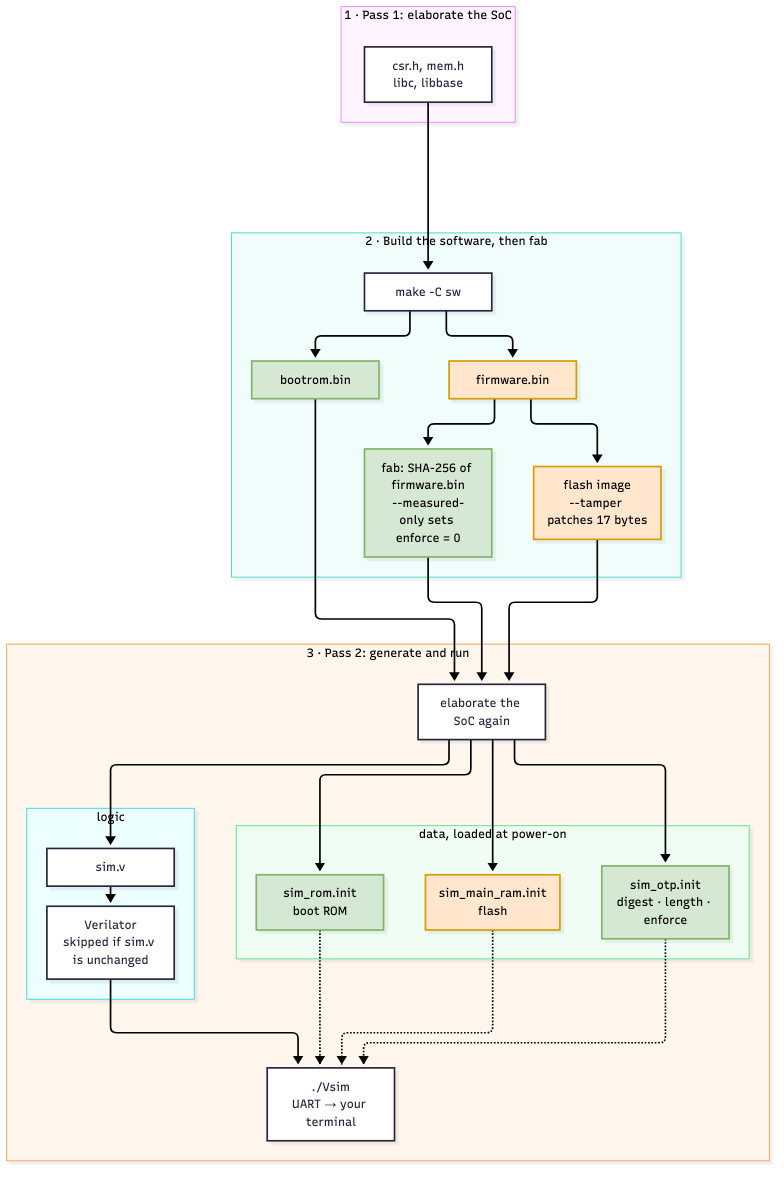 1 · Pass 1: elaborate the SoC
csr.h, mem.h
libc, libbase
2 · Build the software, then fab
make -C sw
bootrom.bin
firmware.bin
fab: SHA-256 of
firmware.bin
--measured-
only sets
enforce = 0
flash image
--tamper
patches 17 bytes
3 · Pass 2: generate and run
elaborate the
SoC again
logic
sim.v
Verilator
skipped if sim.v
is unchanged
data, loaded at power-on
sim_rom.init
boot ROM
sim_main_ram.init
flash
sim_otp.init
digest · length ·
enforce
./Vsim
UART → your
terminal